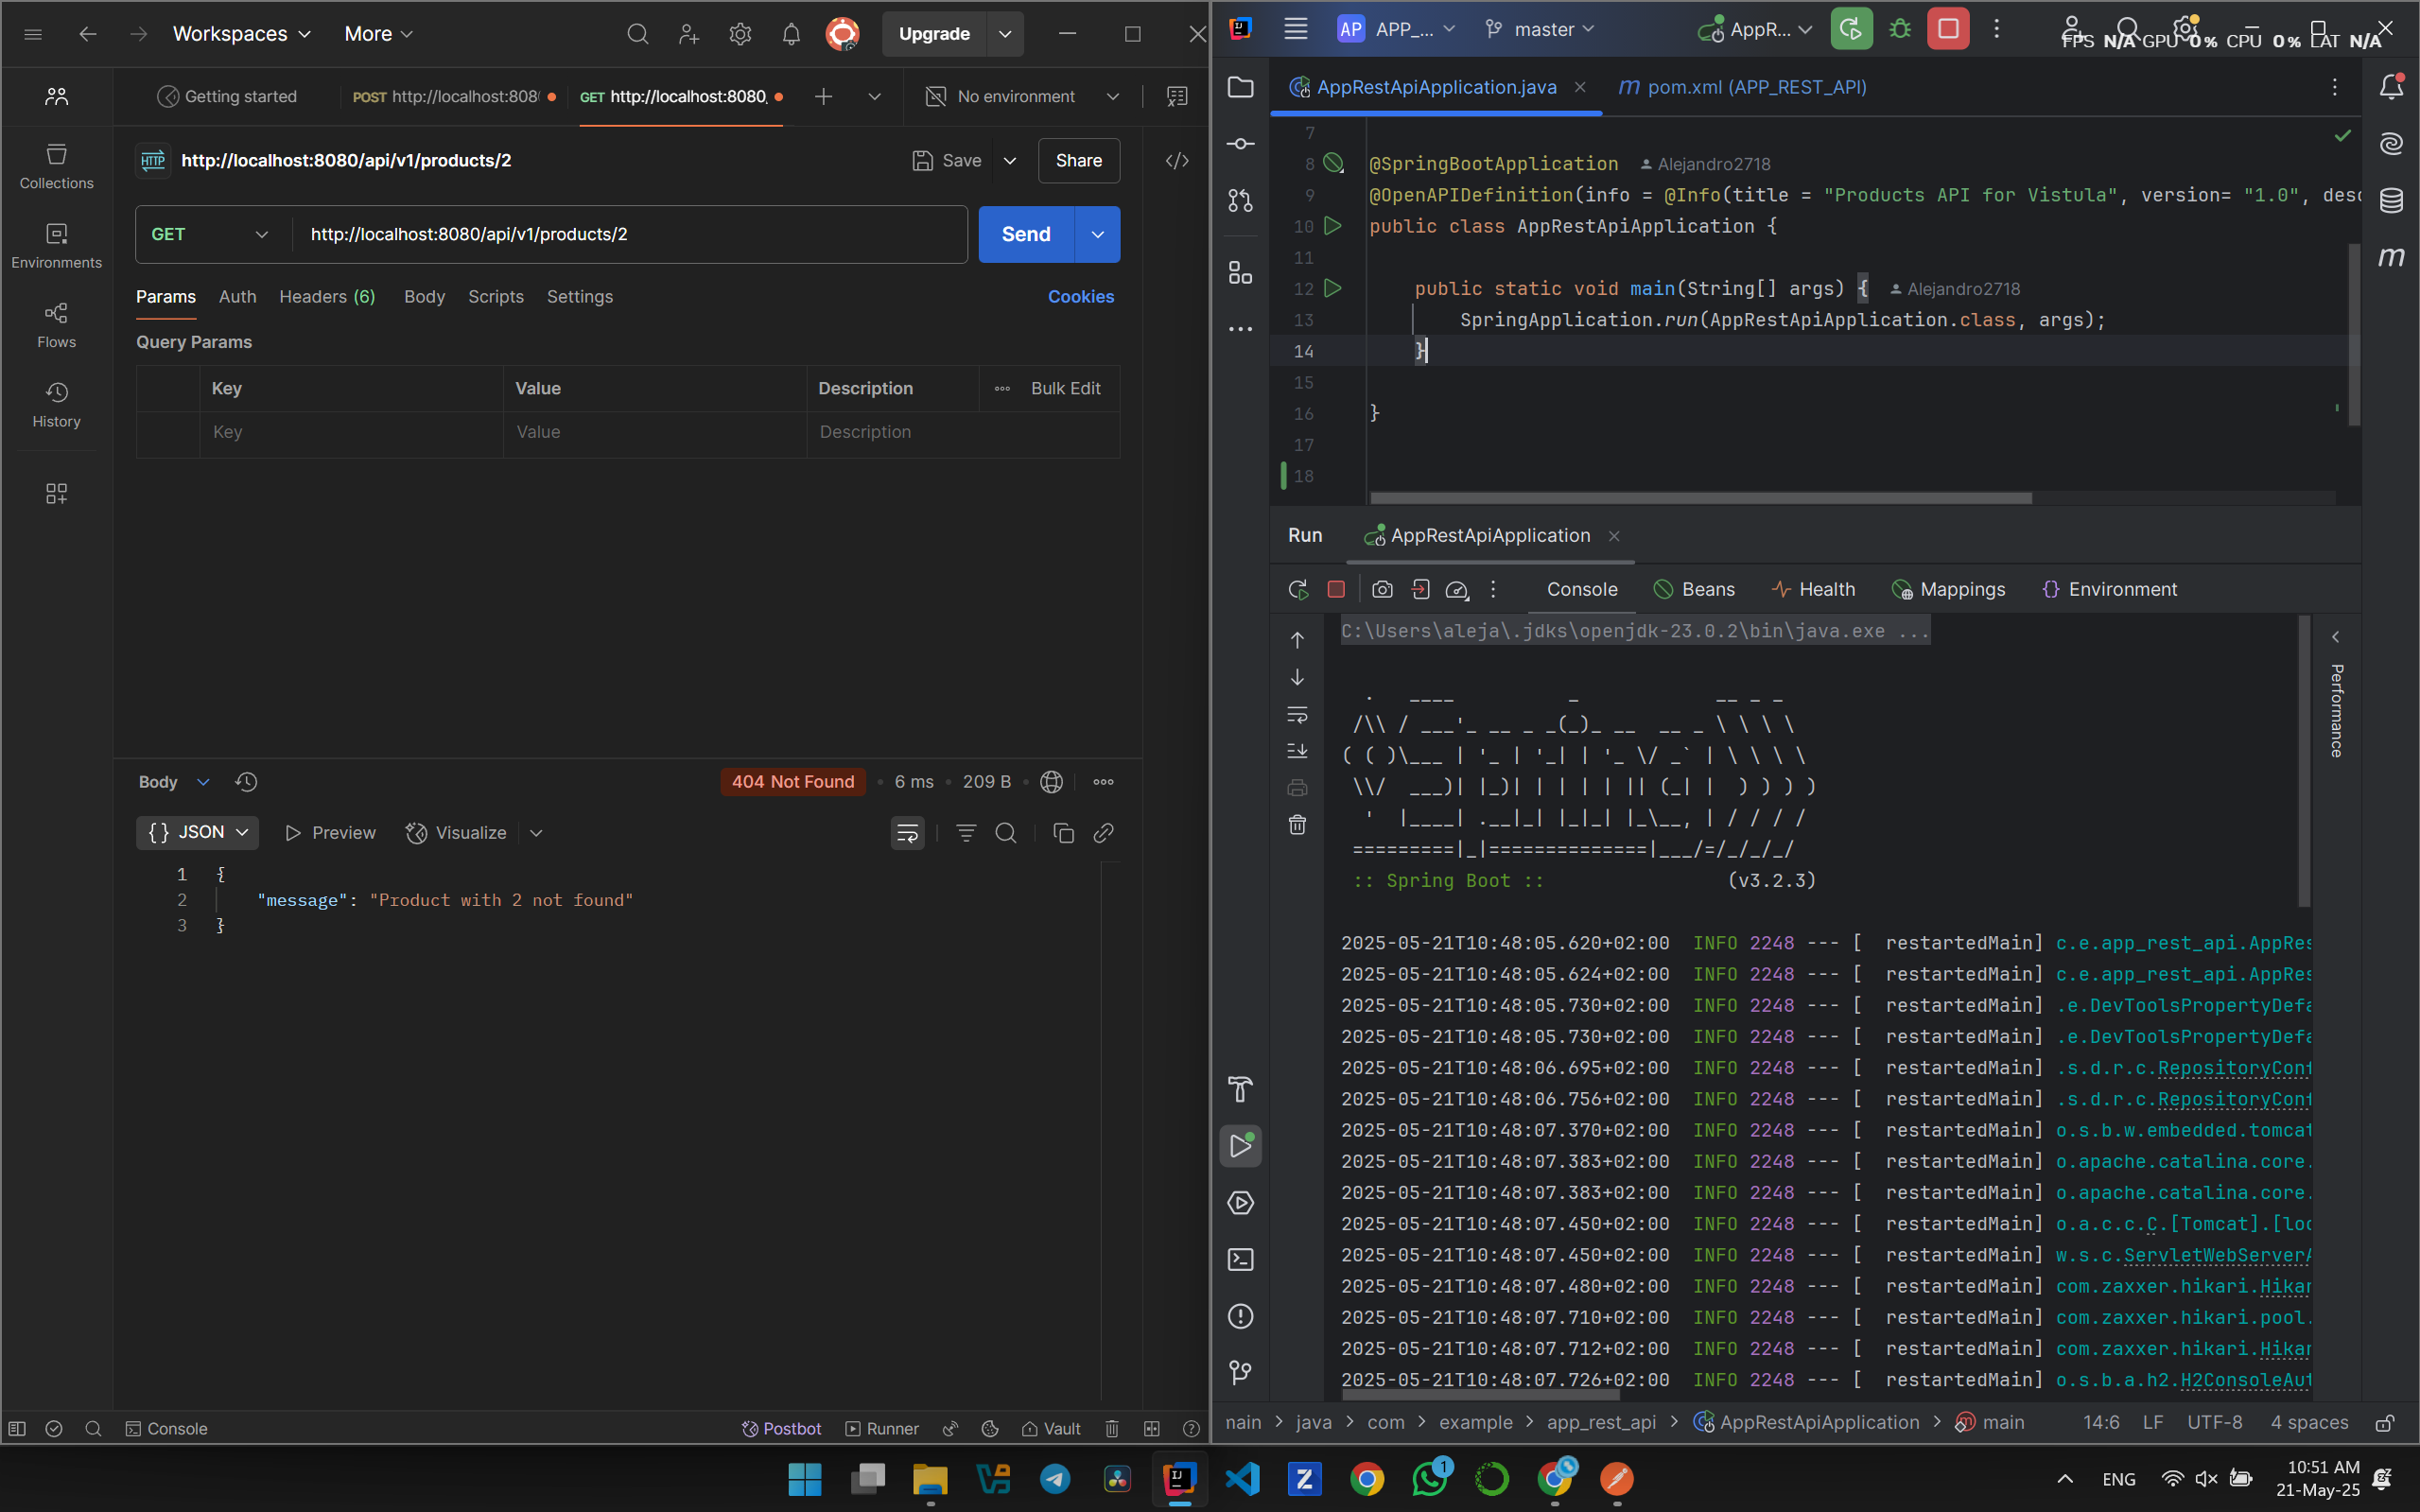 Workspaces More Upgrade
Getting started POST http://localhost:808 GET http://localhost:8080 No environment
HTTP http://localhost:8080/api/v1/products/2 Save Share
GET http://localhost:8080/api/v1/products/2 Send
Params Auth Headers (6) Body Scripts Settings Cookies
Query Params
Key Value Description Bulk Edit
Key Value Description
Collections
Environments
Flows
History
Body 404 Not Found 6 ms 209 B
{} JSON Preview Visualize
1 {
2 "message": "Product with 2 not found"
3 }
Console Postbot Runner Vault
AP APP_... master AppR...
FPS N/A GPU 0% CPU 0% LAT N/A
AppRestApiApplication.java m pom.xml (APP_REST_API)
7
8 @SpringBootApplication Alejandro2718
9 @OpenAPIDefinition(info = @Info(title = "Products API for Vistula", version= "1.0", desc
10 public class AppRestApiApplication {
11
12 public static void main(String[] args) { Alejandro2718
13 SpringApplication.run(AppRestApiApplication.class, args);
14 }
15
16 }
17
18
Run AppRestApiApplication
Console Beans Health Mappings {} Environment
C:\Users\aleja\.jdks\openjdk-23.0.2\bin\java.exe ...
  .   ____          _            __ _ _
 /\\ / ___'_ __ _ _(_)_ __  __ _ \ \ \ \
( ( )\___ | '_ | '_| | '_ \/ _` | \ \ \ \
 \\/  ___)| |_)| | | | | || (_| |  ) ) ) )
  '  |____| .__|_| |_|_| |_\__, | / / / /
 =========|_|==============|___/=/_/_/_/
:: Spring Boot :: (v3.2.3)
2025-05-21T10:48:05.620+02:00 INFO 2248 --- [ restartedMain] c.e.app_rest_api.AppRes
2025-05-21T10:48:05.624+02:00 INFO 2248 --- [ restartedMain] c.e.app_rest_api.AppRes
2025-05-21T10:48:05.730+02:00 INFO 2248 --- [ restartedMain] .e.DevToolsPropertyDefa
2025-05-21T10:48:05.730+02:00 INFO 2248 --- [ restartedMain] .e.DevToolsPropertyDefa
2025-05-21T10:48:06.695+02:00 INFO 2248 --- [ restartedMain] .s.d.r.c.RepositoryConf
2025-05-21T10:48:06.756+02:00 INFO 2248 --- [ restartedMain] .s.d.r.c.RepositoryConf
2025-05-21T10:48:07.370+02:00 INFO 2248 --- [ restartedMain] o.s.b.w.embedded.tomcat
2025-05-21T10:48:07.383+02:00 INFO 2248 --- [ restartedMain] o.apache.catalina.core.
2025-05-21T10:48:07.383+02:00 INFO 2248 --- [ restartedMain] o.apache.catalina.core.
2025-05-21T10:48:07.450+02:00 INFO 2248 --- [ restartedMain] o.a.c.c.C.[Tomcat].[loc
2025-05-21T10:48:07.450+02:00 INFO 2248 --- [ restartedMain] w.s.c.ServletWebServerA
2025-05-21T10:48:07.480+02:00 INFO 2248 --- [ restartedMain] com.zaxxer.hikari.Hikar
2025-05-21T10:48:07.710+02:00 INFO 2248 --- [ restartedMain] com.zaxxer.hikari.pool.
2025-05-21T10:48:07.712+02:00 INFO 2248 --- [ restartedMain] com.zaxxer.hikari.Hikar
2025-05-21T10:48:07.726+02:00 INFO 2248 --- [ restartedMain] o.s.b.a.h2.H2ConsoleAut
Performance
main > java > com > example > app_rest_api > AppRestApiApplication > main 14:6 LF UTF-8 4 spaces
ENG 10:51 AM
21-May-25